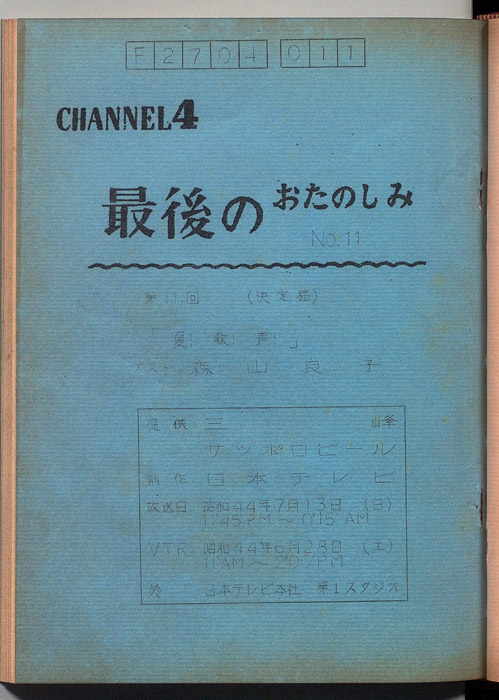 F2704 011
CHANNEL4
最後のおたのしみ
No.11
第11回 (決定稿)
「夏! 歌! 声!」
ゲスト 森山良子
提供 三 峰
サッポロビール
制作 日本テレビ
放送日 昭和44年7月13日 (日)
11:45PM〜0:15AM
VTR 昭和44年6月28日 (土)
11AM〜
日本テレビ本社 第1スタジオ